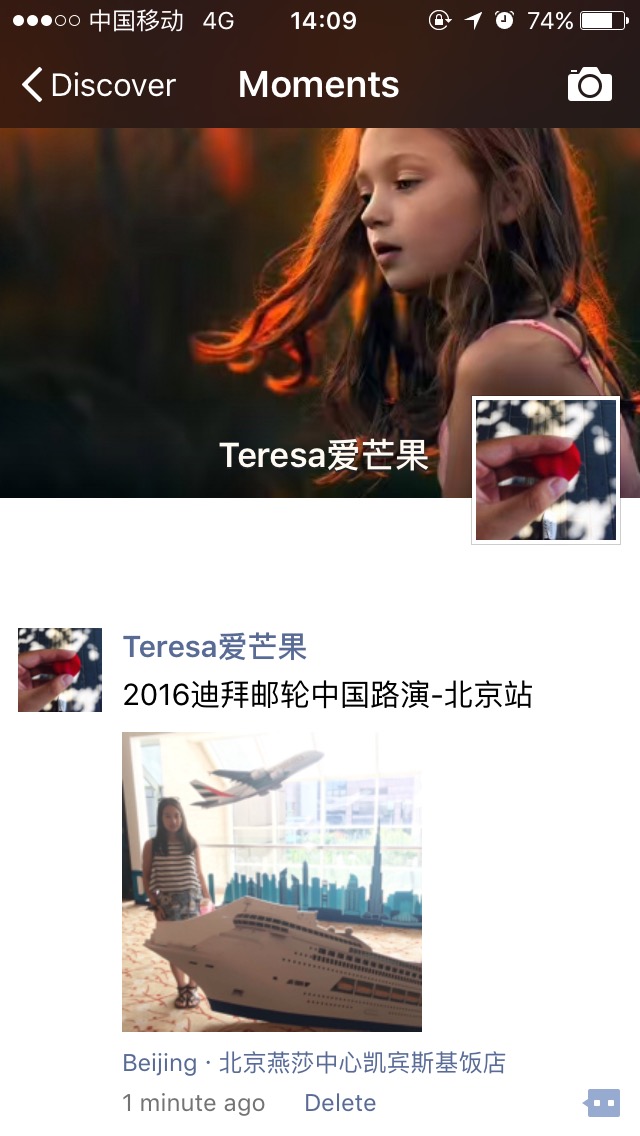 中国移动 4G 14:09 74%
Discover Moments
Teresa爱芒果
Teresa爱芒果
2016迪拜邮轮中国路演-北京站
Beijing · 北京燕莎中心凯宾斯基饭店
1 minute ago Delete